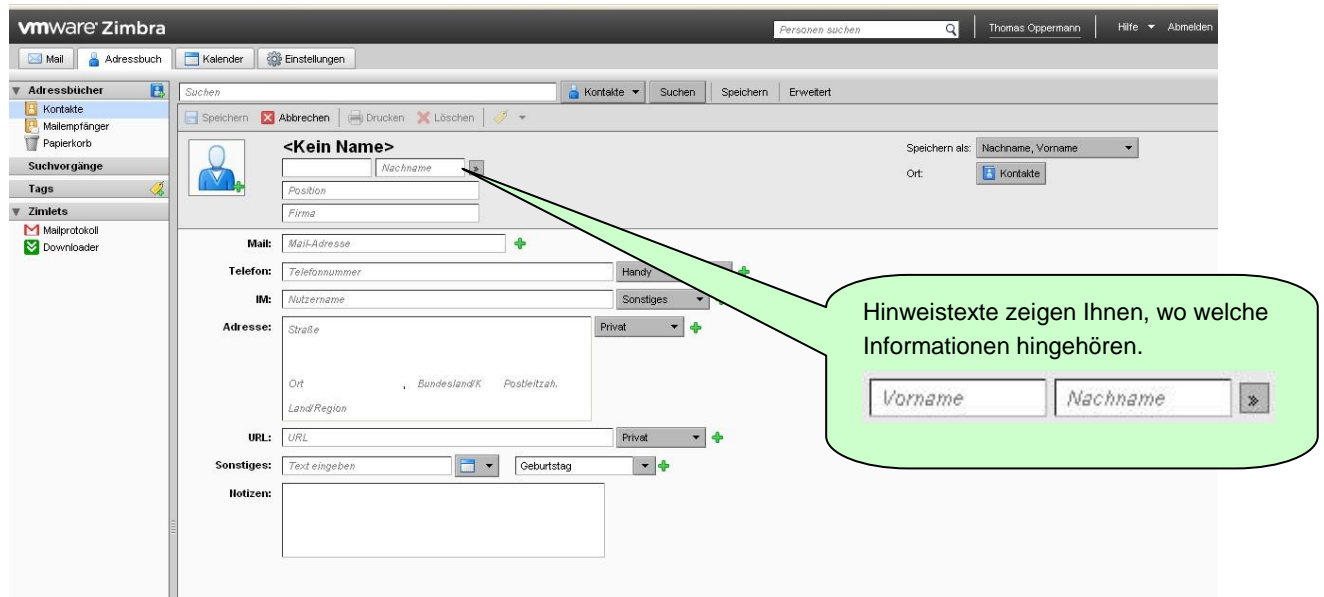 vmware Zimbra
Personen suchen
Thomas Oppermann
Hilfe
Abmelden
Mail
Adressbuch
Kalender
Einstellungen
Adressbücher
Kontakte
Mailempfänger
Papierkorb
Suchvorgänge
Tags
Zimlets
Mailprotokoll
Downloader
Suchen
Kontakte
Suchen
Speichern
Erweitert
Speichern
Abbrechen
Drucken
Löschen
<Kein Name>
Nachname
Position
Firma
Speichern als: Nachname, Vorname
Ort: Kontakte
Mail: Mail-Adresse
Telefon: Telefonnummer Handy
IM: Nutzername Sonstiges
Adresse: Straße Privat
Ort , Bundesland/K Postleitzah.
Land/Region
URL: URL Privat
Sonstiges: Text eingeben Geburtstag
Notizen:
Hinweistexte zeigen Ihnen, wo welche
Informationen hingehören.
Vorname Nachname »